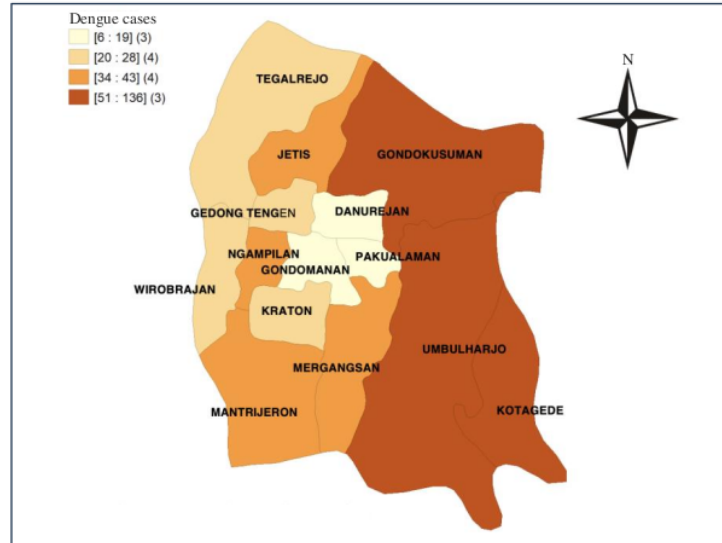 Dengue cases
[6 : 19] (3)
[20 : 28] (4)
[34 : 43] (4)
[51 : 136] (3)
N
TEGALREJO
JETIS
GONDOKUSUMAN
GEDONG TENGEN
DANUREJAN
NGAMPILAN
PAKUALAMAN
GONDOMANAN
WIROBRAJAN
KRATON
UMBULHARJO
MERGANGSAN
MANTRIJERON
KOTAGEDE